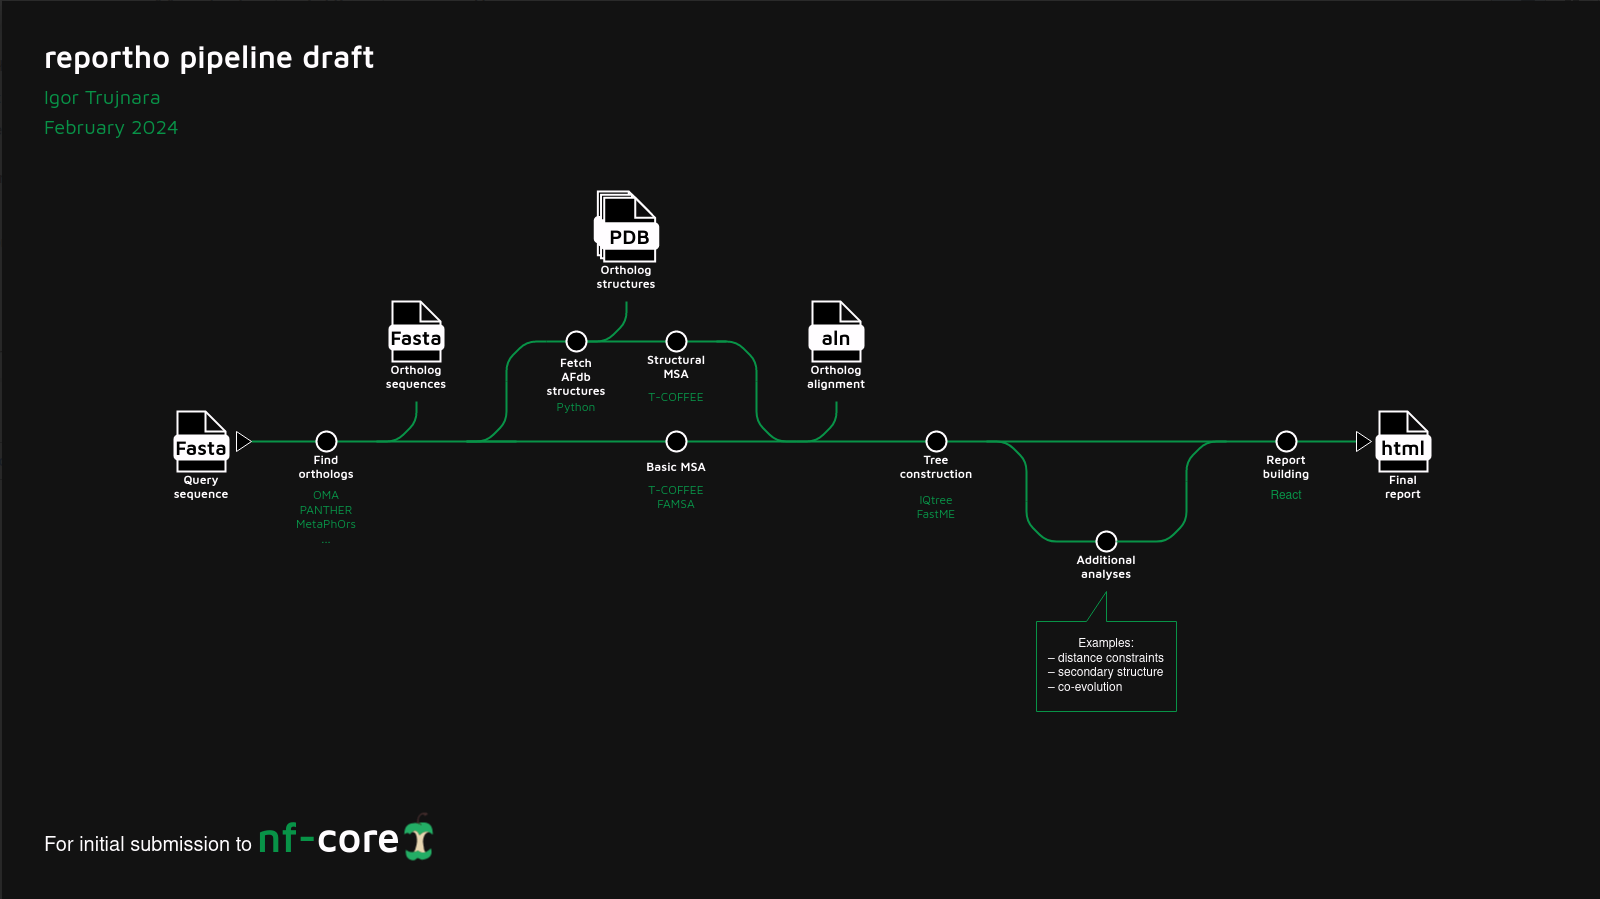 reportho pipeline draft
Igor Trujnara
February 2024
PDB
Ortholog
structures
Fasta
Ortholog
sequences
Fetch
AFdb
structures
Python
Structural
MSA
T-COFFEE
aln
Ortholog
alignment
Fasta
Query
sequence
Find
orthologs
OMA
PANTHER
MetaPhOrs
...
Basic MSA
T-COFFEE
FAMSA
Tree
construction
IQtree
FastME
Report
building
React
html
Final
report
Additional
analyses
Examples:
– distance constraints
– secondary structure
– co-evolution
For initial submission to nf-core